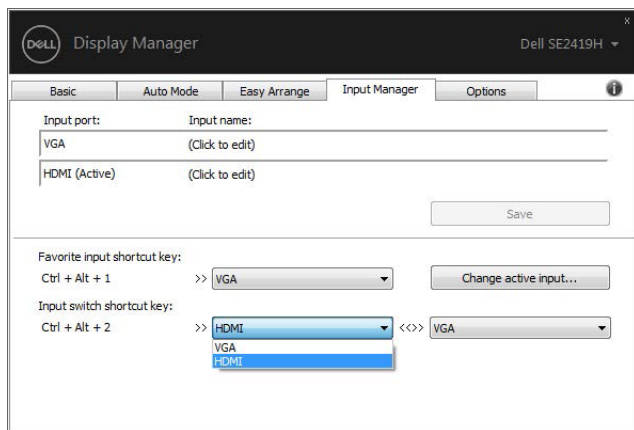 x
DELL Display Manager Dell SE2419H
Basic Auto Mode Easy Arrange Input Manager Options i
Input port: Input name:
VGA (Click to edit)
HDMI (Active) (Click to edit)
Save
Favorite input shortcut key:
Ctrl + Alt + 1 >> VGA Change active input...
Input switch shortcut key:
Ctrl + Alt + 2 >> HDMI <<>> VGA
VGA
HDMI